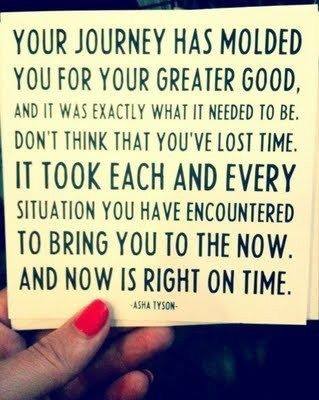 YOUR JOURNEY HAS MOLDED
YOU FOR YOUR GREATER GOOD,
AND IT WAS EXACTLY WHAT IT NEEDED TO BE.
DON'T THINK THAT YOU'VE LOST TIME.
IT TOOK EACH AND EVERY
SITUATION YOU HAVE ENCOUNTERED
TO BRING YOU TO THE NOW.
AND NOW IS RIGHT ON TIME.
-ASHA TYSON-